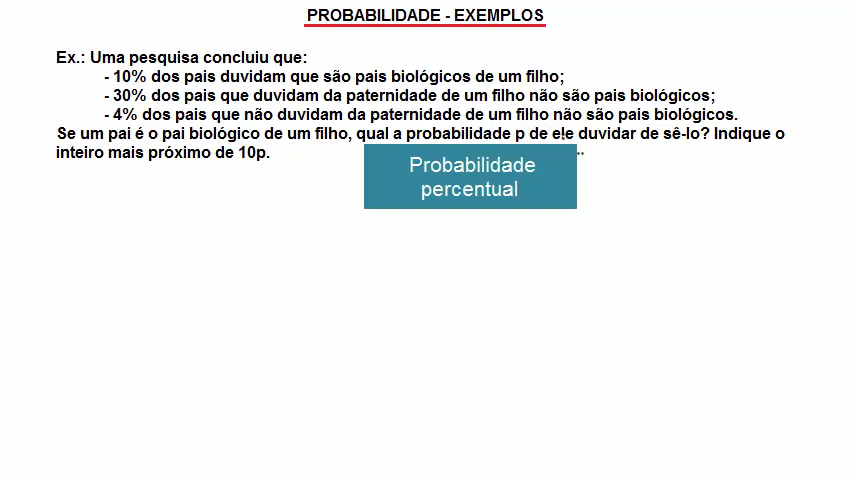 PROBABILIDADE - EXEMPLOS
Ex.: Uma pesquisa concluiu que:
- 10% dos pais duvidam que são pais biológicos de um filho;
- 30% dos pais que duvidam da paternidade de um filho não são pais biológicos;
- 4% dos pais que não duvidam da paternidade de um filho não são pais biológicos.
Se um pai é o pai biológico de um filho, qual a probabilidade p de ele duvidar de sê-lo? Indique o
inteiro mais próximo de 10p.
Probabilidade
percentual